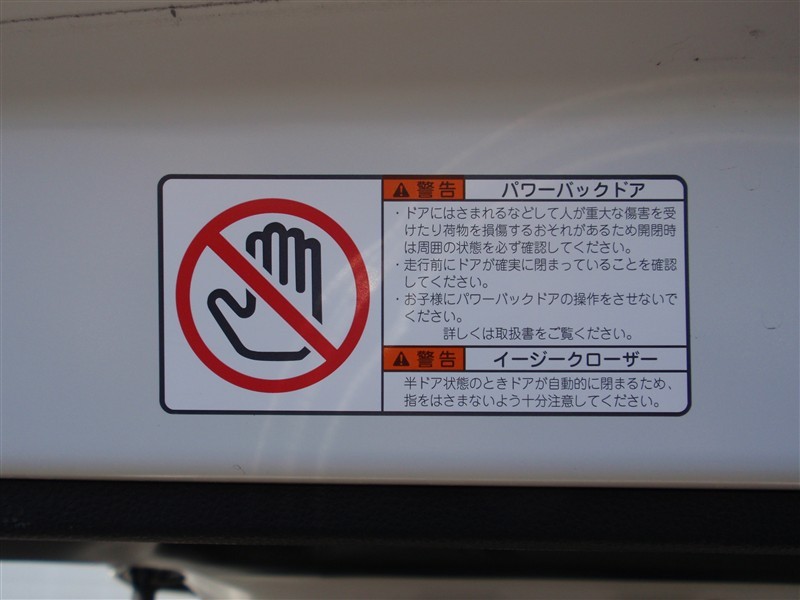 警告 パワーバックドア
・ドアにはさまれるなどして人が重大な傷害を受
けたり荷物を損傷するおそれがあるため開閉時
は周囲の状態を必ず確認してください。
・走行前にドアが確実に閉まっていることを確認
してください。
・お子様にパワーバックドアの操作をさせないで
ください。
詳しくは取扱書をご覧ください。
警告 イージークローザー
半ドア状態のときドアが自動的に閉まるため、
指をはさまないよう十分注意してください。